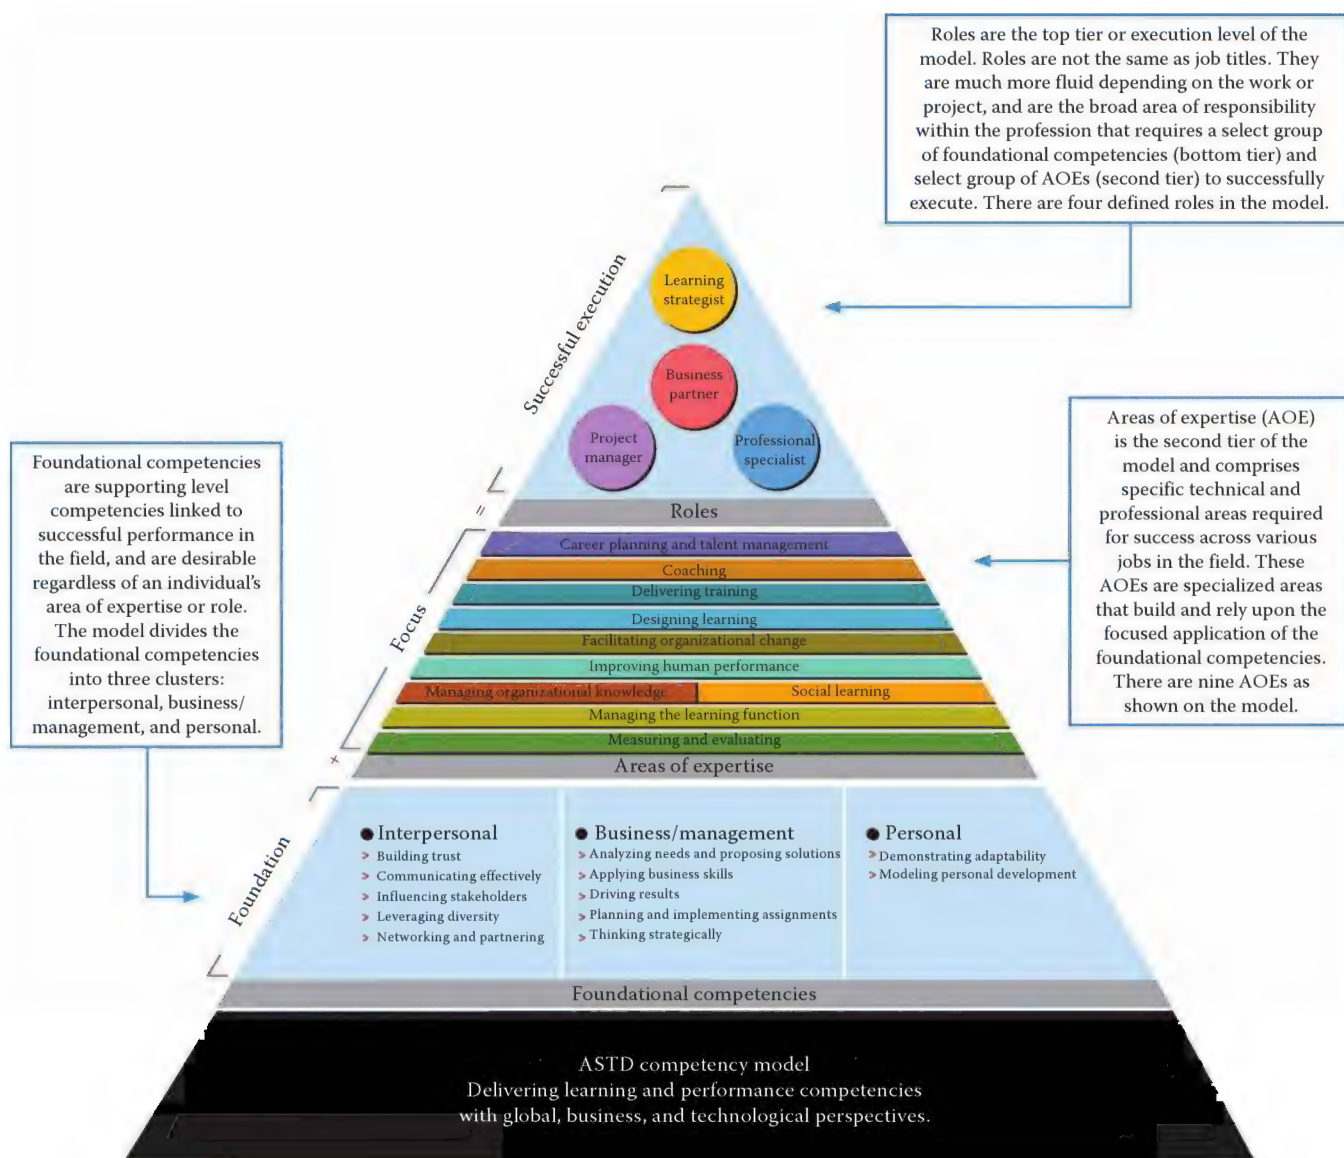 Roles are the top tier or execution level of the
model. Roles are not the same as job titles. They
are much more fluid depending on the work or
project, and are the broad area of responsibility
within the profession that requires a select group
of foundational competencies (bottom tier) and
select group of AOEs (second tier) to successfully
execute. There are four defined roles in the model.
Successful execution
Learning
strategist
Business
partner
Project
manager
Professional
specialist
Roles
=
Areas of expertise (AOE)
is the second tier of the
model and comprises
specific technical and
professional areas required
for success across various
jobs in the field. These
AOEs are specialized areas
that build and rely upon the
focused application of the
foundational competencies.
There are nine AOEs as
shown on the model.
Focus
Career planning and talent management
Coaching
Delivering training
Designing learning
Facilitating organizational change
Improving human performance
Managing organizational knowledge
Social learning
Managing the learning function
Measuring and evaluating
Areas of expertise
+
Foundational competencies
are supporting level
competencies linked to
successful performance in
the field, and are desirable
regardless of an individual's
area of expertise or role.
The model divides the
foundational competencies
into three clusters:
interpersonal, business/
management, and personal.
Foundation
● Interpersonal
> Building trust
> Communicating effectively
> Influencing stakeholders
> Leveraging diversity
> Networking and partnering
● Business/management
> Analyzing needs and proposing solutions
> Applying business skills
> Driving results
> Planning and implementing assignments
> Thinking strategically
● Personal
> Demonstrating adaptability
> Modeling personal development
Foundational competencies
ASTD competency model
Delivering learning and performance competencies
with global, business, and technological perspectives.